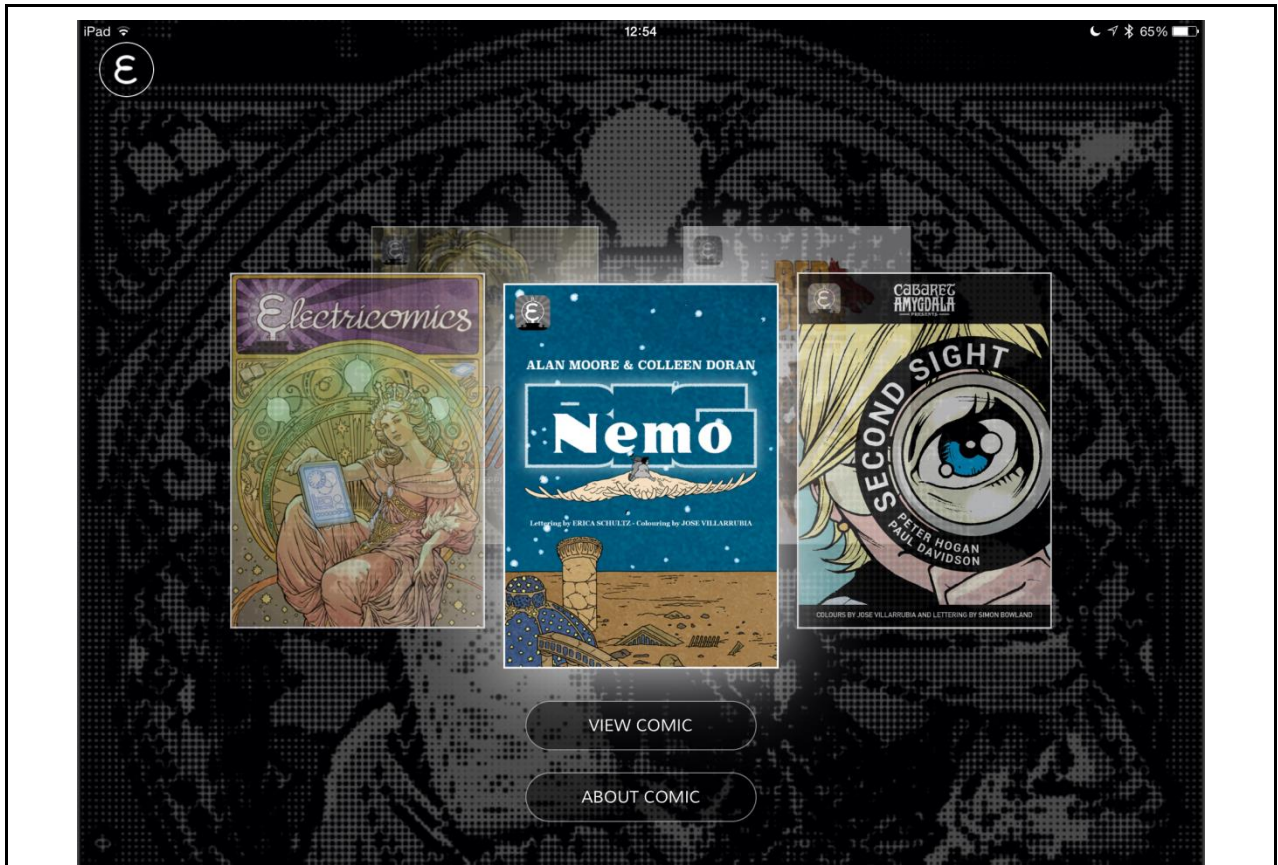 iPad 12:54 65%
Electricomics
ALAN MOORE & COLLEEN DORAN
Nemo
Lettering by ERICA SCHULTZ - Colouring by JOSE VILLARRUBIA
CABARET
AMYGDALA
PRESENTS
SECOND SIGHT
PETER HOGAN
PAUL DAVIDSON
COLOURS BY JOSE VILLARRUBIA AND LETTERING BY SIMON BOWLAND
VIEW COMIC
ABOUT COMIC